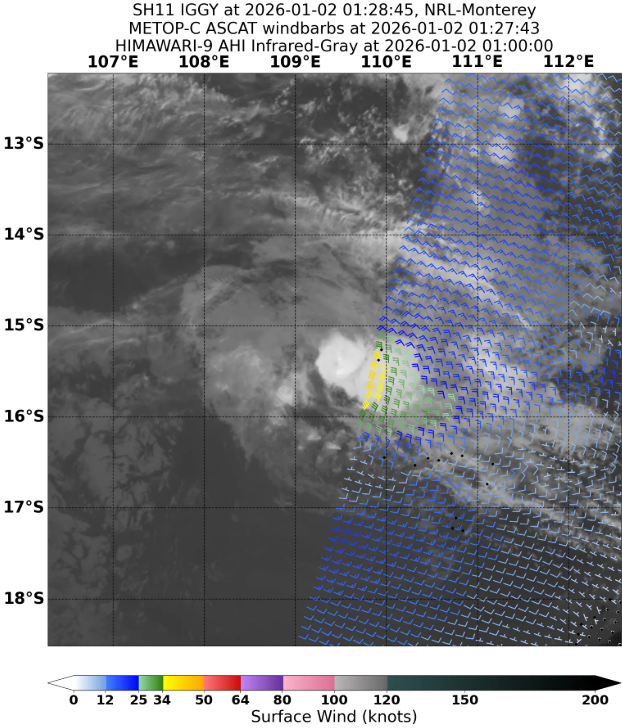 SH11 IGGY at 2026-01-02 01:28:45, NRL-Monterey
METOP-C ASCAT windbarbs at 2026-01-02 01:27:43
HIMAWARI-9 AHI Infrared-Gray at 2026-01-02 01:00:00
107°E 108°E 109°E 110°E 111°E 112°E
13°S
14°S
15°S
16°S
17°S
18°S
0 12 25 34 50 64 80 100 120 150 200
Surface Wind (knots)